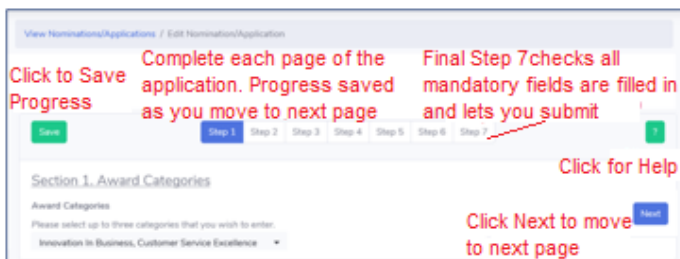 View Nominations/Applications / Edit Nomination/Application
Click to Save
Progress
Complete each page of the
application. Progress saved
as you move to next page
Final Step 7checks all
mandatory fields are filled in
and lets you submit
Save
Step 1 Step 2 Step 3 Step 4 Step 5 Step 6 Step 7
?
Click for Help
Section 1. Award Categories
Award Categories
Please select up to three categories that you wish to enter.
Innovation In Business, Customer Service Excellence
Next
Click Next to move
to next page